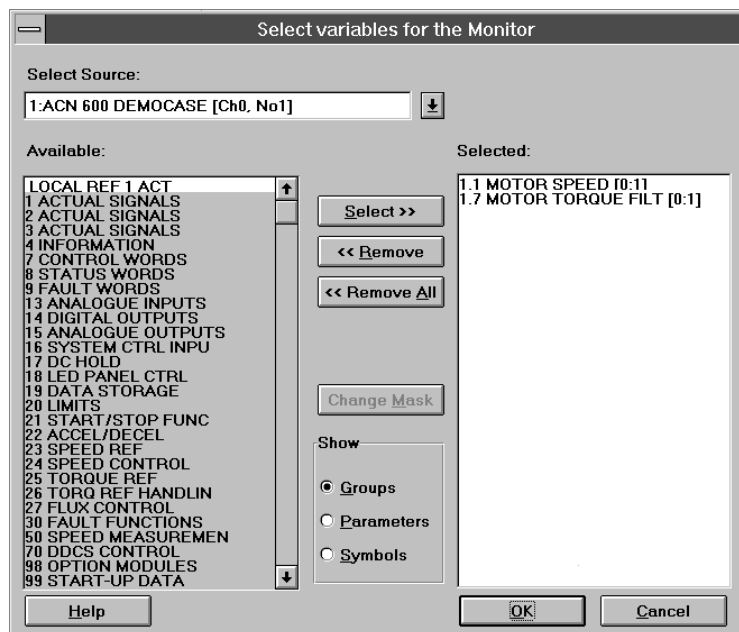 Select variables for the Monitor
Select Source:
1:ACN 600 DEMOCASE [Ch0, No1]
Available:
LOCAL REF 1 ACT
1 ACTUAL SIGNALS
2 ACTUAL SIGNALS
3 ACTUAL SIGNALS
4 INFORMATION
7 CONTROL WORDS
8 STATUS WORDS
9 FAULT WORDS
13 ANALOGUE INPUTS
14 DIGITAL OUTPUTS
15 ANALOGUE OUTPUTS
16 SYSTEM CTRL INPU
17 DC HOLD
18 LED PANEL CTRL
19 DATA STORAGE
20 LIMITS
21 START/STOP FUNC
22 ACCEL/DECEL
23 SPEED REF
24 SPEED CONTROL
25 TORQUE REF
26 TORQ REF HANDLIN
27 FLUX CONTROL
30 FAULT FUNCTIONS
50 SPEED MEASUREMEN
70 DDCS CONTROL
98 OPTION MODULES
99 START-UP DATA
Select >>
<< Remove
<< Remove All
Change Mask
Show
Groups
Parameters
Symbols
Selected:
1.1 MOTOR SPEED [0:1]
1.7 MOTOR TORQUE FILT [0:1]
Help
OK
Cancel